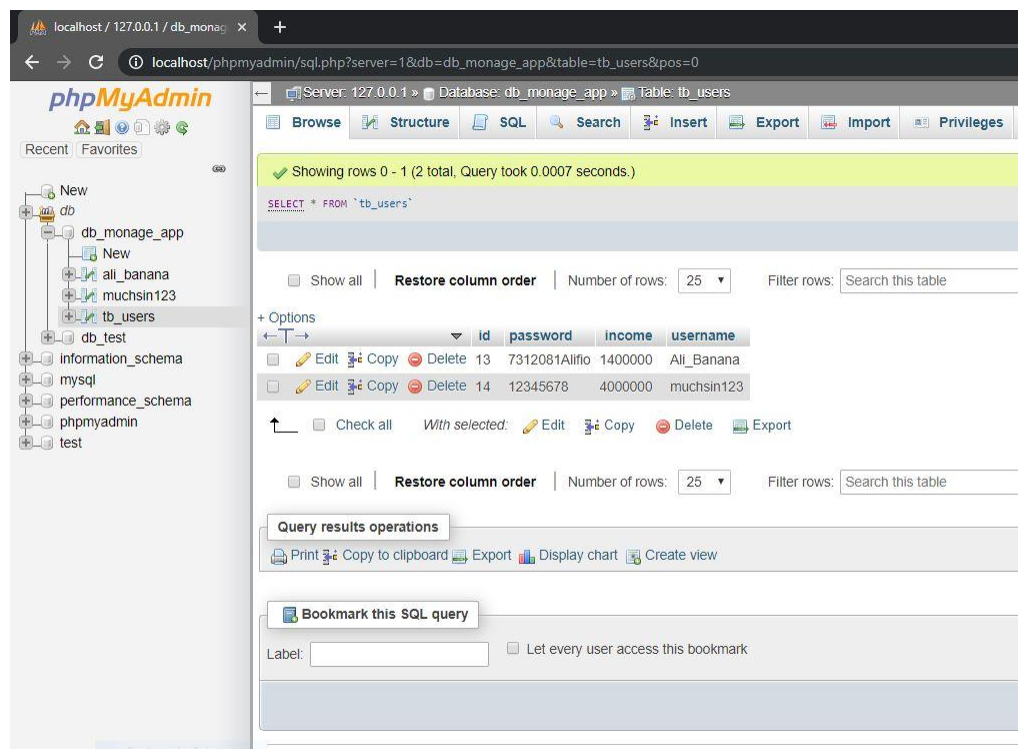 localhost / 127.0.0.1 / db_monag
localhost/phpmyadmin/sql.php?server=1&db=db_monage_app&table=tb_users&pos=0
phpMyAdmin
Recent Favorites
New
db
db_monage_app
New
ali_banana
muchsin123
tb_users
db_test
information_schema
mysql
performance_schema
phpmyadmin
test
Server: 127.0.0.1 » Database: db_monage_app » Table: tb_users
Browse Structure SQL Search Insert Export Import Privileges
Showing rows 0 - 1 (2 total, Query took 0.0007 seconds.)
SELECT * FROM `tb_users`
Show all Restore column order Number of rows: 25 Filter rows: Search this table
+ Options
id password income username
Edit Copy Delete 13 7312081Alifio 1400000 Ali_Banana
Edit Copy Delete 14 12345678 4000000 muchsin123
Check all With selected: Edit Copy Delete Export
Show all Restore column order Number of rows: 25 Filter rows: Search this table
Query results operations
Print Copy to clipboard Export Display chart Create view
Bookmark this SQL query
Label: Let every user access this bookmark